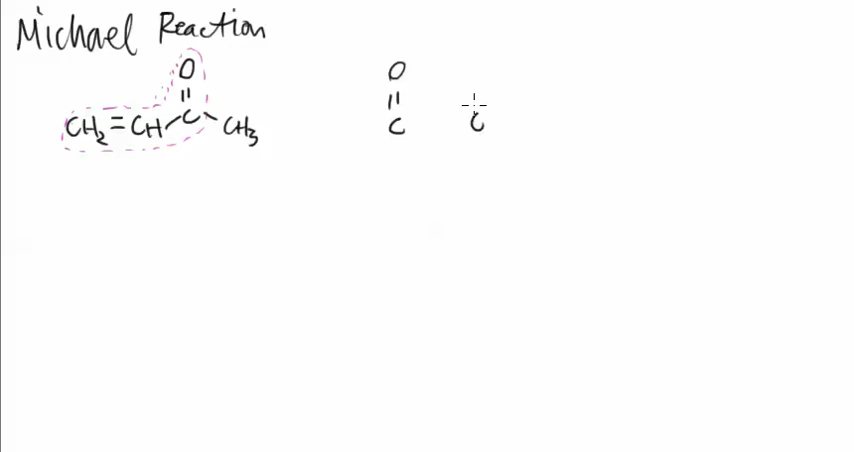 Michael Reaction
O O
= =
CH₂=CH-C-CH₃ C C